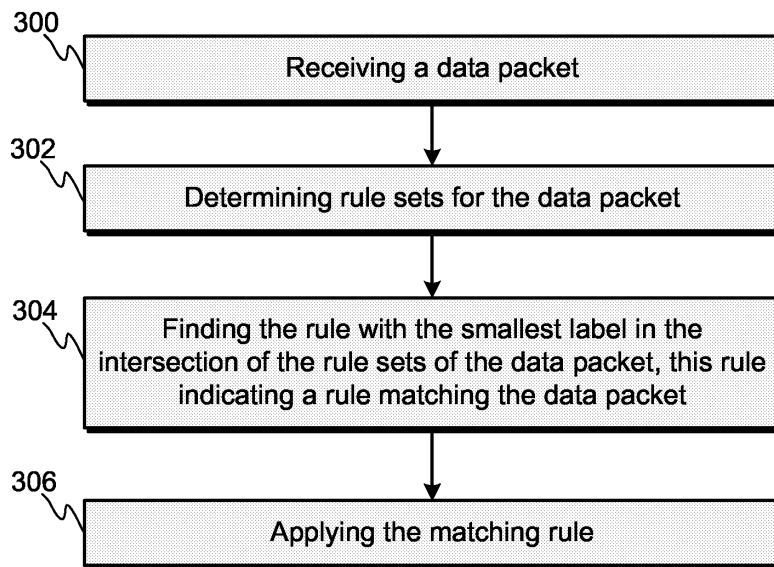 300
Receiving a data packet
302
Determining rule sets for the data packet
304
Finding the rule with the smallest label in the
intersection of the rule sets of the data packet, this rule
indicating a rule matching the data packet
306
Applying the matching rule